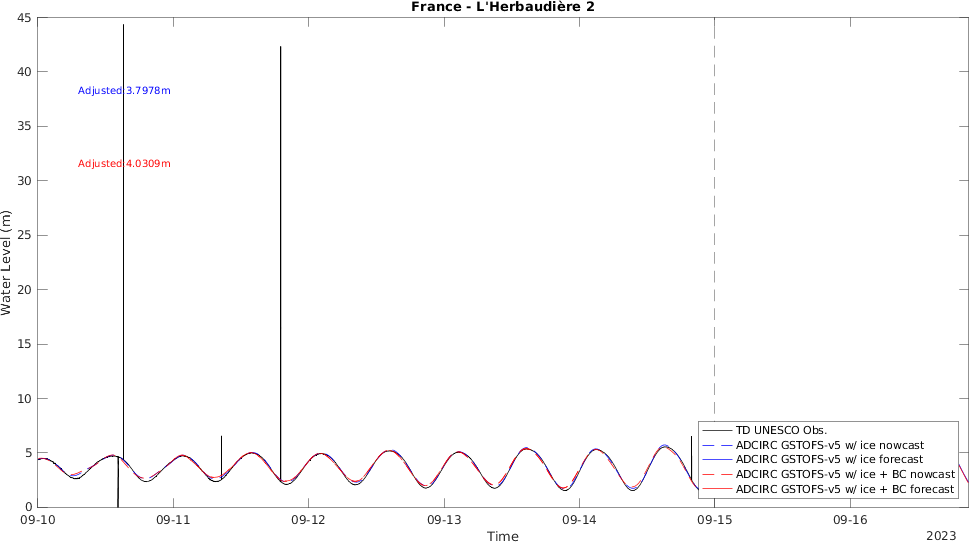 France - L'Herbaudière 2
45
40
35
30
25
20
15
10
5
0
Water Level (m)
Adjusted 3.7978m
Adjusted 4.0309m
TD UNESCO Obs.
ADCIRC GSTOFS-v5 w/ ice nowcast
ADCIRC GSTOFS-v5 w/ ice forecast
ADCIRC GSTOFS-v5 w/ ice + BC nowcast
ADCIRC GSTOFS-v5 w/ ice + BC forecast
09-10 09-11 09-12 09-13 09-14 09-15 09-16
Time
2023